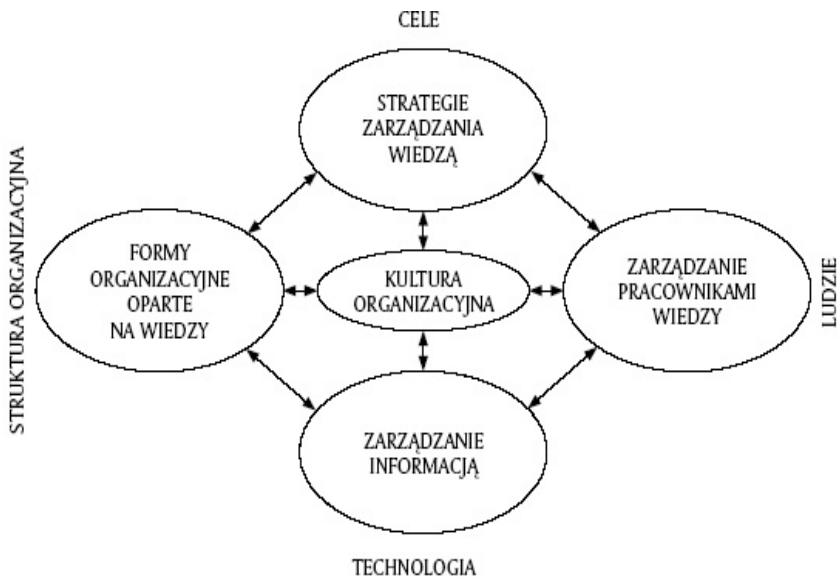 CELE
STRATEGIE
ZARZĄDZANIA
WIEDZĄ
STRUKTURA ORGANIZACYJNA
FORMY
ORGANIZACYJNE
OPARTE
NA WIEDZY
KULTURA
ORGANIZACYJNA
ZARZĄDZANIE
PRACOWNIKAMI
WIEDZY
LUDZIE
ZARZĄDZANIE
INFORMACJĄ
TECHNOLOGIA